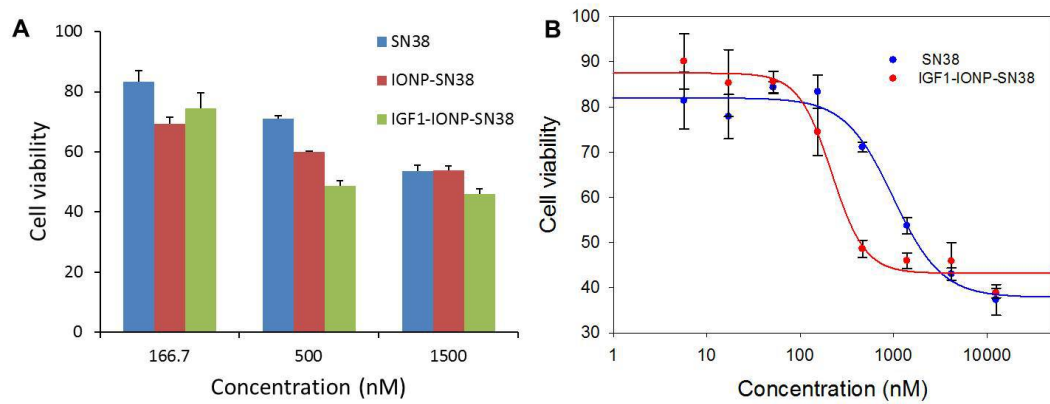 A
100
80
60
40
20
0
Cell viability
SN38
IONP-SN38
IGF1-IONP-SN38
166.7
500
1500
Concentration (nM)
B
100
90
80
70
60
50
40
30
Cell viability
SN38
IGF1-IONP-SN38
1
10
100
1000
10000
Concentration (nM)